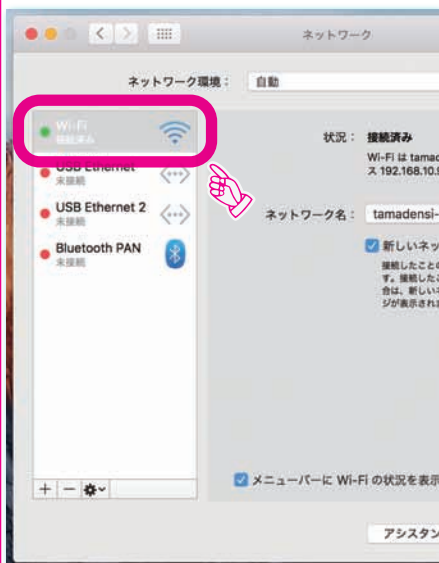 ネットワーク
ネットワーク環境： 自動
Wi-Fi
接続済み
USB Ethernet
未接続
USB Ethernet 2
未接続
Bluetooth PAN
未接続
状況： 接続済み
Wi-Fi は tamad
ス 192.168.10.9
ネットワーク名： tamadensi-
新しいネッ
接続したことの
す。接続したこ
合は、新しいネ
ジが表示され
メニューバーに Wi-Fi の状況を表示
アシスタン